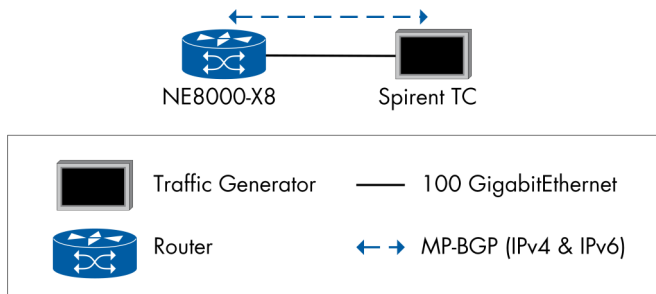 NE8000-X8
Spirent TC
Traffic Generator
100 GigabitEthernet
Router
MP-BGP (IPv4 & IPv6)